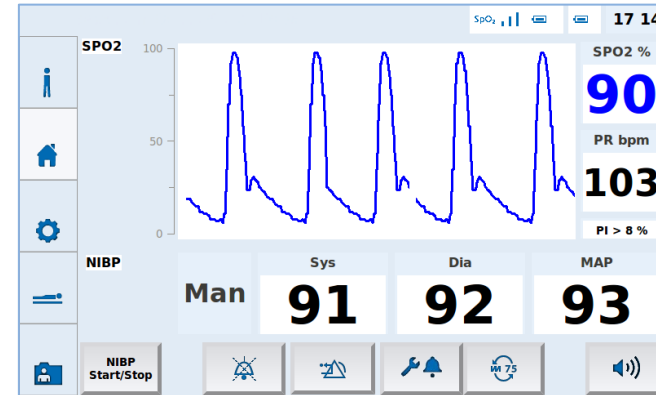 SpO₂
17 14
SPO2
100
50
0
SPO2 %
90
PR bpm
103
PI > 8 %
NIBP
Man
Sys
91
Dia
92
MAP
93
NIBP
Start/Stop
75